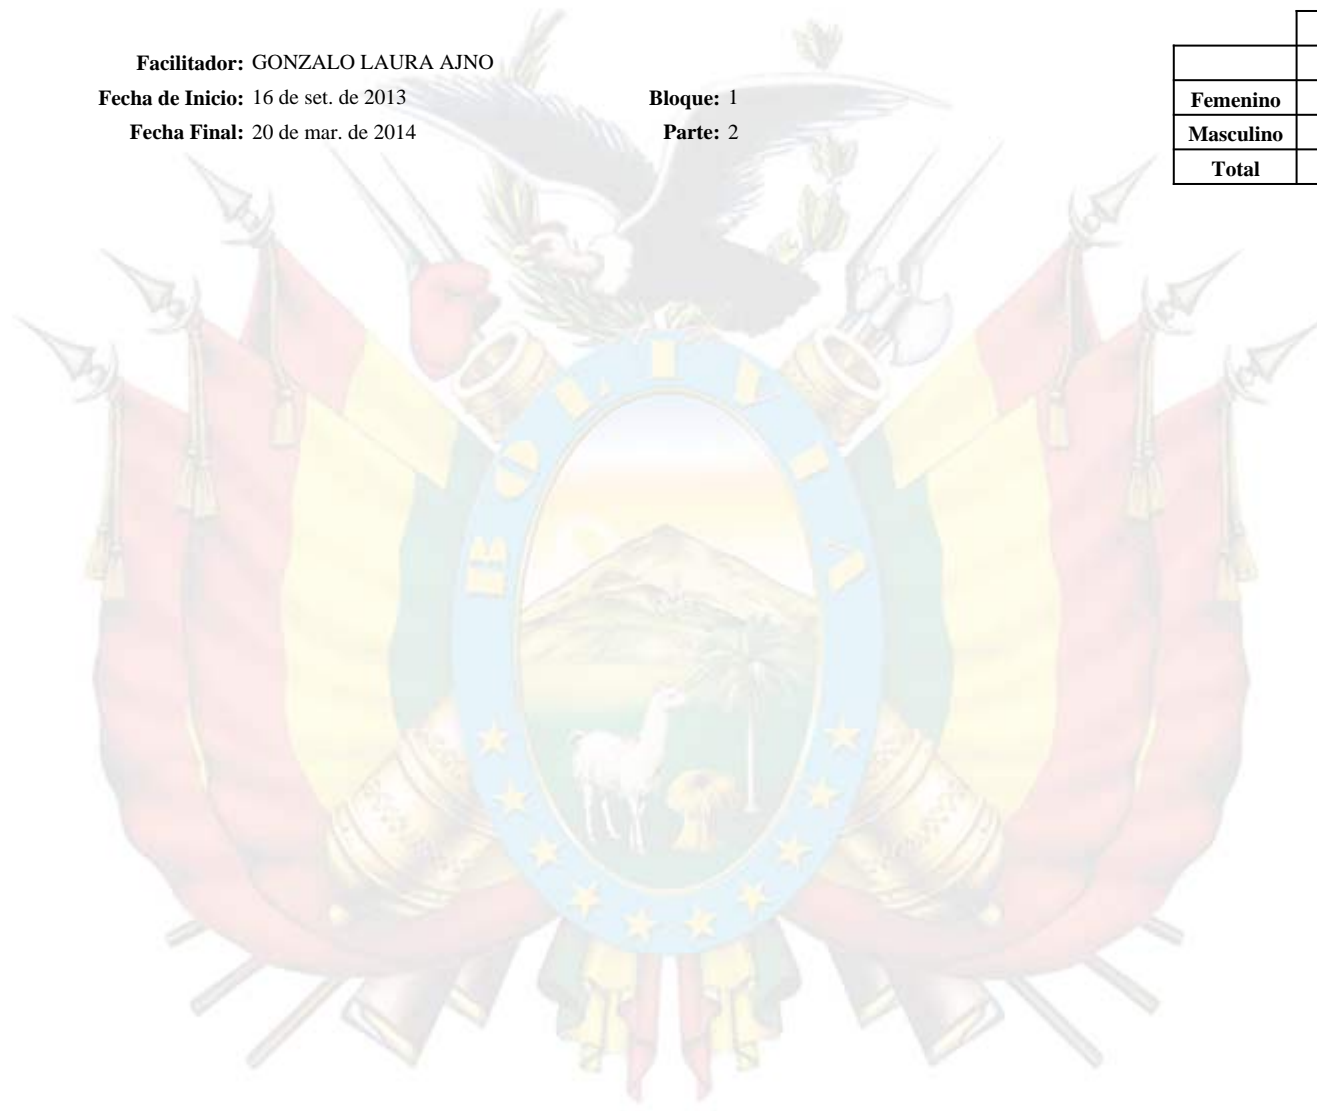 Facilitador: GONZALO LAURA AJNO
Fecha de Inicio: 16 de set. de 2013 Bloque: 1
Fecha Final: 20 de mar. de 2014 Parte: 2
Femenino
Masculino
Total
BOLIVIA